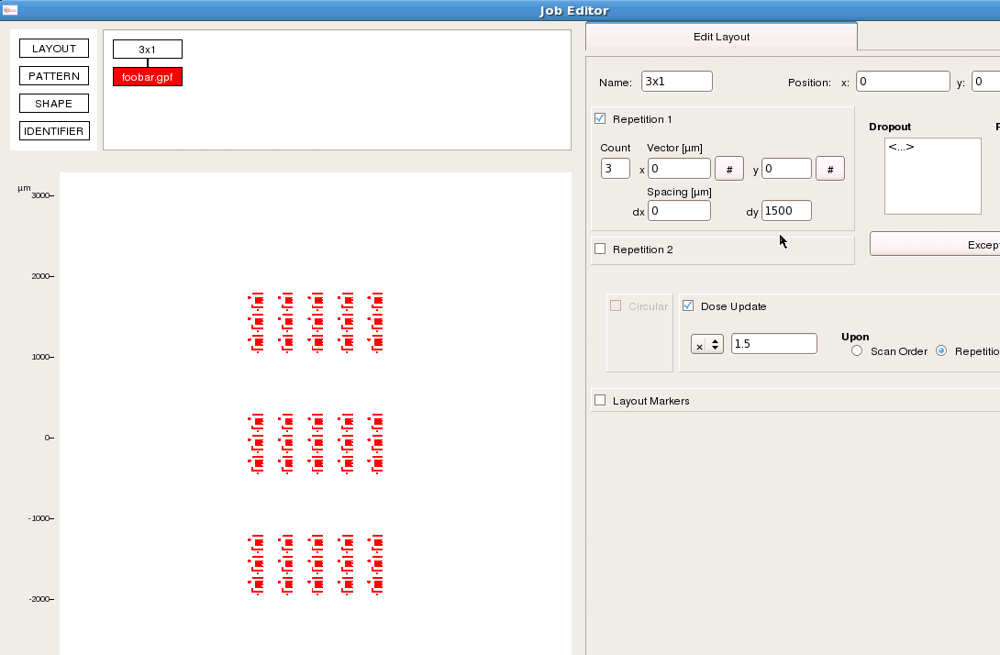 Job Editor
LAYOUT
PATTERN
SHAPE
IDENTIFIER
3x1
foobar.gpf
µm
3000
2000
1000
0
-1000
-2000
Edit Layout
Name: 3x1 Position: x: 0 y: 0
Repetition 1
Count Vector [µm]
3 x 0 # y 0 #
Spacing [µm]
dx 0 dy 1500
Repetition 2
Dropout
<...>
Except
Circular
Dose Update
x 1.5
Upon
Scan Order Repetitio
Layout Markers